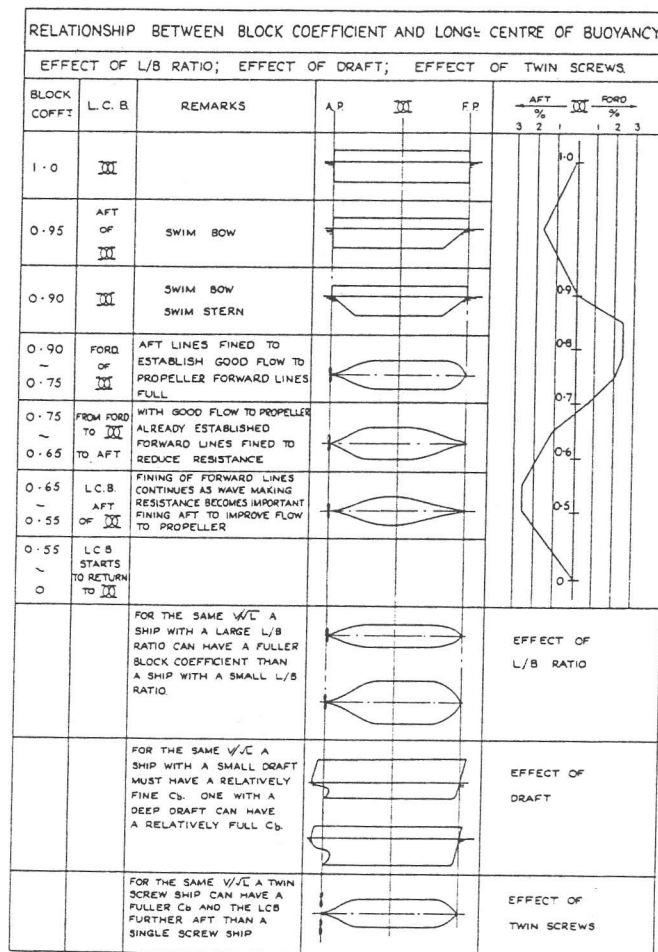 RELATIONSHIP BETWEEN BLOCK COEFFICIENT AND LONGL CENTRE OF BUOYANCY
EFFECT OF L/B RATIO; EFFECT OF DRAFT; EFFECT OF TWIN SCREWS.
BLOCK
COFFT
L.C.B.
REMARKS
A.P.
F.P.
AFT
%
FORD
%
3 2 1 1 2 3
1.0
1.0
0.95
AFT
OF
SWIM BOW
0.90
SWIM BOW
SWIM STERN
0.9
0.90
~
0.75
FORD.
OF
AFT LINES FINED TO
ESTABLISH GOOD FLOW TO
PROPELLER FORWARD LINES
FULL
0.8
0.7
0.75
~
0.65
FROM FORD
TO
TO AFT
WITH GOOD FLOW TO PROPELLER
ALREADY ESTABLISHED
FORWARD LINES FINED TO
REDUCE RESISTANCE
0.6
0.65
~
0.55
L.C.B.
AFT
OF
FINING OF FORWARD LINES
CONTINUES AS WAVE MAKING
RESISTANCE BECOMES IMPORTANT
FINING AFT TO IMPROVE FLOW
TO PROPELLER
0.5
0.55
~
0
LCB
STARTS
TO RETURN
TO
0
FOR THE SAME V/√L A
SHIP WITH A LARGE L/B
RATIO CAN HAVE A FULLER
BLOCK COEFFICIENT THAN
A SHIP WITH A SMALL L/B
RATIO.
EFFECT OF
L/B RATIO
FOR THE SAME V/√L A
SHIP WITH A SMALL DRAFT
MUST HAVE A RELATIVELY
FINE Cb. ONE WITH A
DEEP DRAFT CAN HAVE
A RELATIVELY FULL Cb.
EFFECT OF
DRAFT
FOR THE SAME V/√L A TWIN
SCREW SHIP CAN HAVE A
FULLER Cb AND THE LCB
FURTHER AFT THAN A
SINGLE SCREW SHIP
EFFECT OF
TWIN SCREWS